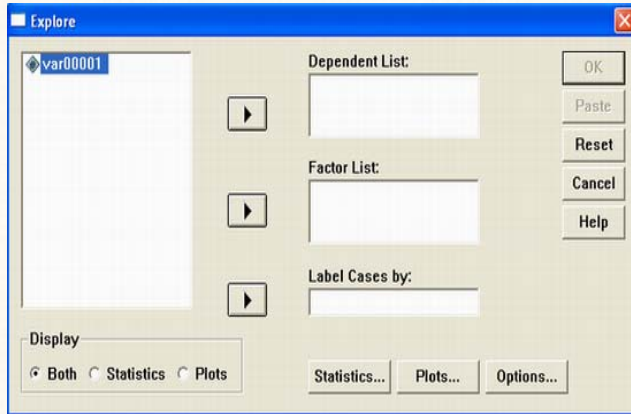 Explore
var00001
Dependent List:
Factor List:
Label Cases by:
OK
Paste
Reset
Cancel
Help
Display
Both Statistics Plots
Statistics... Plots... Options...